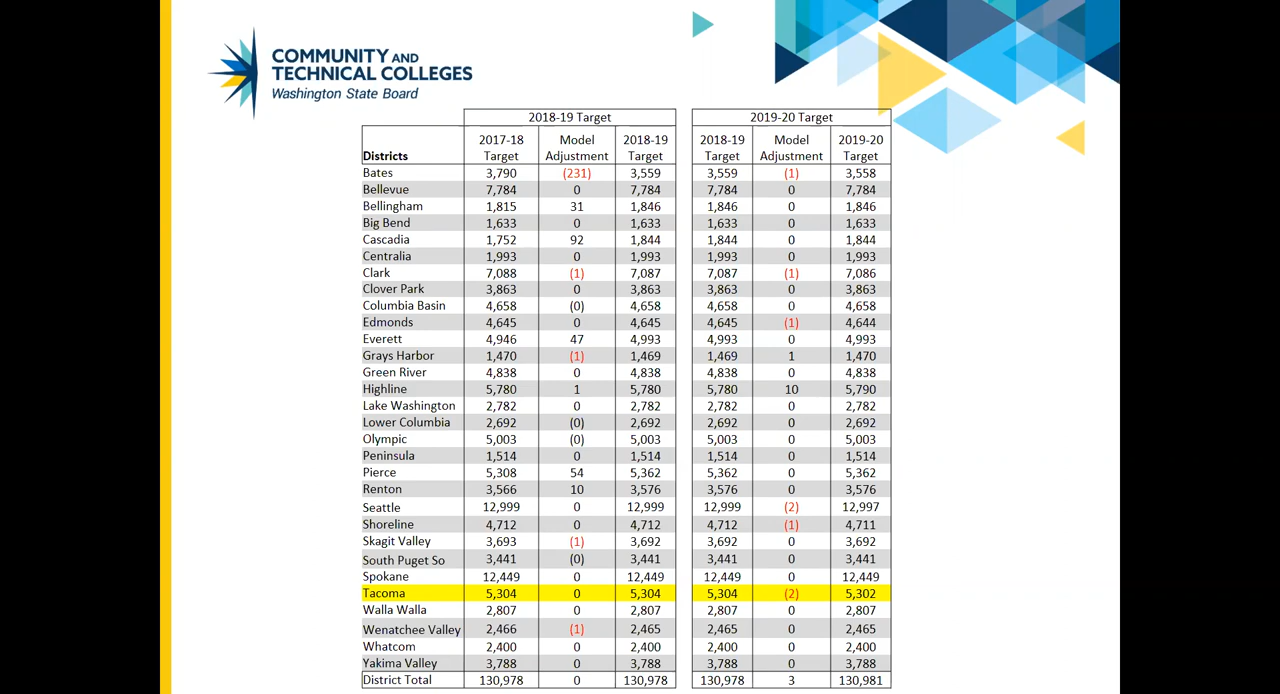 COMMUNITY AND
TECHNICAL COLLEGES
Washington State Board
2018-19 Target 2019-20 Target
2017-18 Model 2018-19 2018-19 Model 2019-20
Districts Target Adjustment Target Target Adjustment Target
Bates 3,790 (231) 3,559 3,559 (1) 3,558
Bellevue 7,784 0 7,784 7,784 0 7,784
Bellingham 1,815 31 1,846 1,846 0 1,846
Big Bend 1,633 0 1,633 1,633 0 1,633
Cascadia 1,752 92 1,844 1,844 0 1,844
Centralia 1,993 0 1,993 1,993 0 1,993
Clark 7,088 (1) 7,087 7,087 (1) 7,086
Clover Park 3,863 0 3,863 3,863 0 3,863
Columbia Basin 4,658 (0) 4,658 4,658 0 4,658
Edmonds 4,645 0 4,645 4,645 (1) 4,644
Everett 4,946 47 4,993 4,993 0 4,993
Grays Harbor 1,470 (1) 1,469 1,469 1 1,470
Green River 4,838 0 4,838 4,838 0 4,838
Highline 5,780 1 5,780 5,780 10 5,790
Lake Washington 2,782 0 2,782 2,782 0 2,782
Lower Columbia 2,692 (0) 2,692 2,692 0 2,692
Olympic 5,003 (0) 5,003 5,003 0 5,003
Peninsula 1,514 0 1,514 1,514 0 1,514
Pierce 5,308 54 5,362 5,362 0 5,362
Renton 3,566 10 3,576 3,576 0 3,576
Seattle 12,999 0 12,999 12,999 (2) 12,997
Shoreline 4,712 0 4,712 4,712 (1) 4,711
Skagit Valley 3,693 (1) 3,692 3,692 0 3,692
South Puget So 3,441 (0) 3,441 3,441 0 3,441
Spokane 12,449 0 12,449 12,449 0 12,449
Tacoma 5,304 0 5,304 5,304 (2) 5,302
Walla Walla 2,807 0 2,807 2,807 0 2,807
Wenatchee Valley 2,466 (1) 2,465 2,465 0 2,465
Whatcom 2,400 0 2,400 2,400 0 2,400
Yakima Valley 3,788 0 3,788 3,788 0 3,788
District Total 130,978 0 130,978 130,978 3 130,981